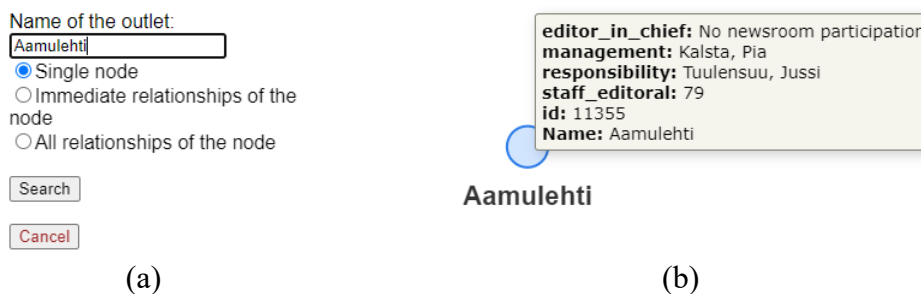 Name of the outlet:
Aamulehti
Single node
Immediate relationships of the
node
All relationships of the node
Search
Cancel
(a)
editor_in_chief: No newsroom participation
management: Kalsta, Pia
responsibility: Tuulensuu, Jussi
staff_editoral: 79
id: 11355
Name: Aamulehti
Aamulehti
(b)